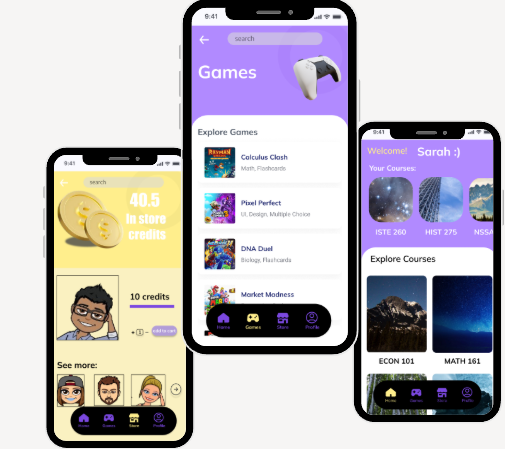 9:41
search
40.5
in store
credits
10 credits
+ 1 -
add to cart
See more:
Home
Games
Store
Profile
9:41
search
Games
Explore Games
Calculus Clash
Math, Flashcards
Pixel Perfect
UI, Design, Multiple Choice
DNA Duel
Biology, Flashcards
Market Madness
Home
Games
Store
Profile
9:41
Welcome! Sarah :)
Your Courses:
ISTE 260
HIST 275
NSSA
Explore Courses
ECON 101
MATH 161
Home
Games
Store
Profile